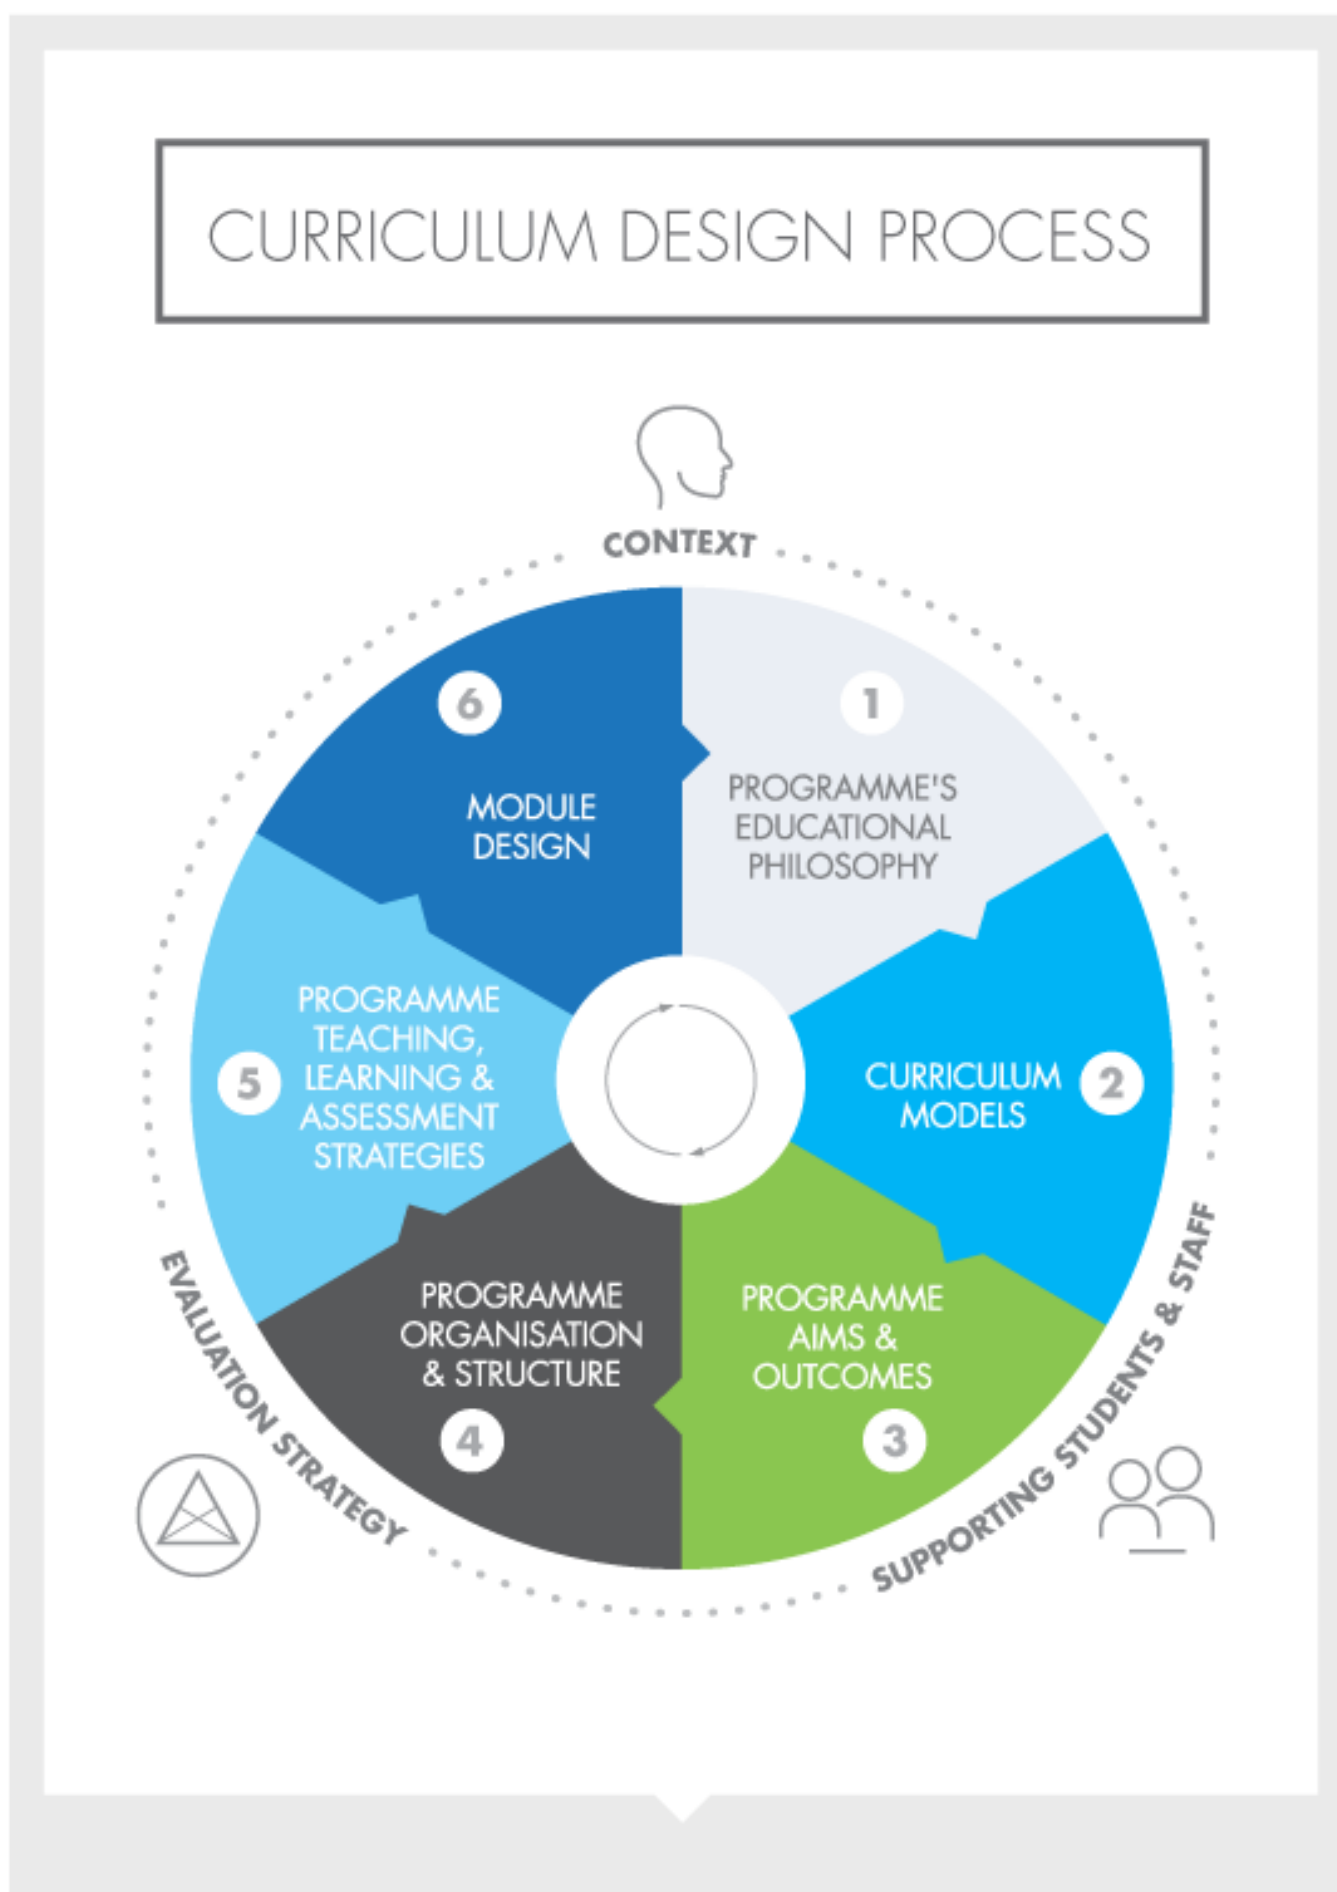 CURRICULUM DESIGN PROCESS
CONTEXT
1
PROGRAMME'S
EDUCATIONAL
PHILOSOPHY
2
CURRICULUM
MODELS
3
PROGRAMME
AIMS &
OUTCOMES
4
PROGRAMME
ORGANISATION
& STRUCTURE
5
PROGRAMME
TEACHING,
LEARNING &
ASSESSMENT
STRATEGIES
6
MODULE
DESIGN
SUPPORTING STUDENTS & STAFF
EVALUATION STRATEGY